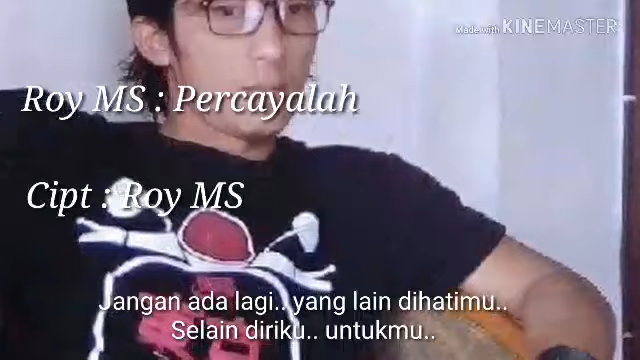 Made with KINEMASTER
Roy MS : Percayalah
Cipt : Roy MS
Jangan ada lagi.. yang lain dihatimu..
Selain diriku.. untukmu..